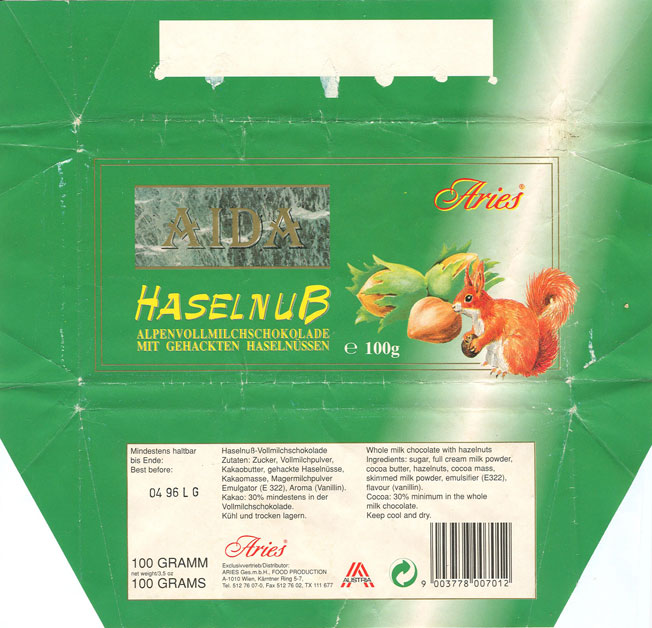 AIDA
Aries®
HASELNUß
ALPENVOLLMILCHSCHOKOLADE
MIT GEHACKTEN HASELNÜSSEN
℮ 100g
Mindestens haltbar
bis Ende:
Best before:
04 96 L G
100 GRAMM
net weight/3,5 oz
100 GRAMS
Haselnuß-Vollmilchschokolade
Zutaten: Zucker, Vollmilchpulver,
Kakaobutter, gehackte Haselnüsse,
Kakaomasse, Magermilchpulver
Emulgator (E 322), Aroma (Vanillin).
Kakao: 30% mindestens in der
Vollmilchschokolade.
Kühl und trocken lagern.
Aries®
Exclusivvertrieb/Distributor:
ARIES Ges.m.b.H., FOOD PRODUCTION
A-1010 Wien, Kärntner Ring 5-7,
Tel. 512 76 07-0, Fax 512 76 02, TX 111 677
Whole milk chocolate with hazelnuts
Ingredients: sugar, full cream milk powder,
cocoa butter, hazelnuts, cocoa mass,
skimmed milk powder, emulsifier (E322),
flavour (vanillin).
Cocoa: 30% minimum in the whole
milk chocolate.
Keep cool and dry.
AUSTRIA
9 003778 007012